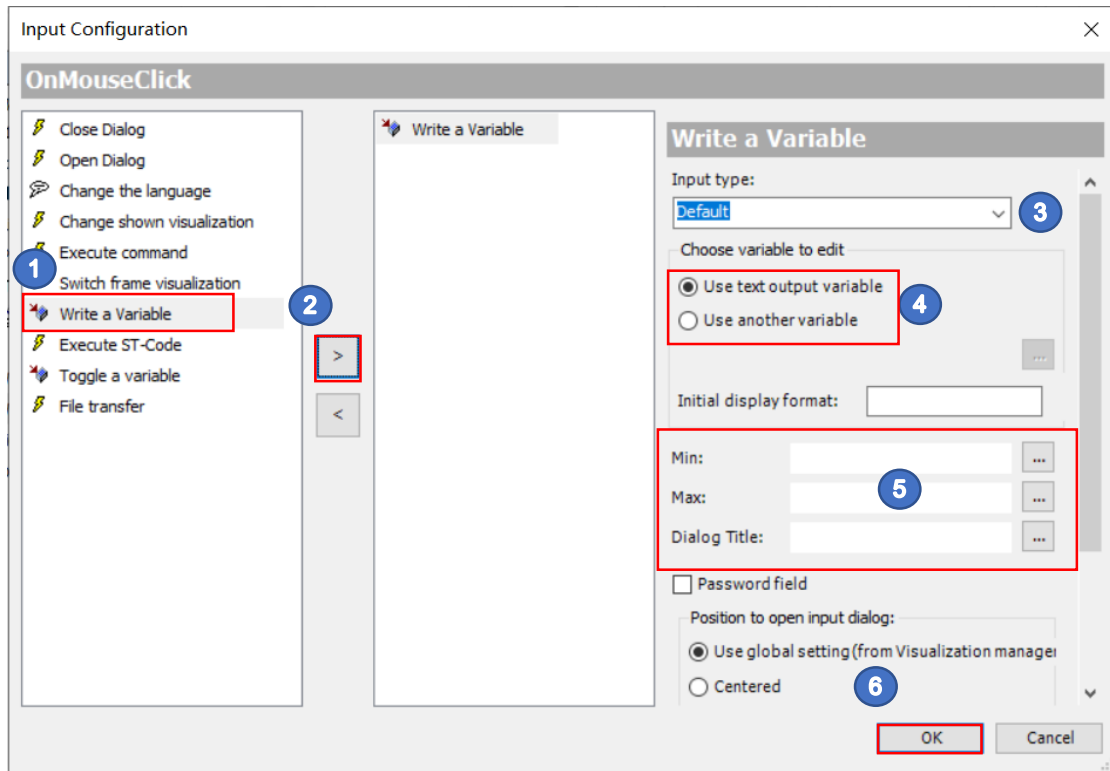 Input Configuration
OnMouseClick
Close Dialog
Open Dialog
Change the language
Change shown visualization
Execute command
1
Switch frame visualization
Write a Variable
2
Execute ST-Code
Toggle a variable
File transfer
>
<
Write a Variable
Write a Variable
Input type:
Default
3
Choose variable to edit
Use text output variable
4
Use another variable
...
Initial display format:
Min:
...
Max:
5
...
Dialog Title:
...
Password field
Position to open input dialog:
Use global setting (from Visualization manager
Centered
6
OK
Cancel